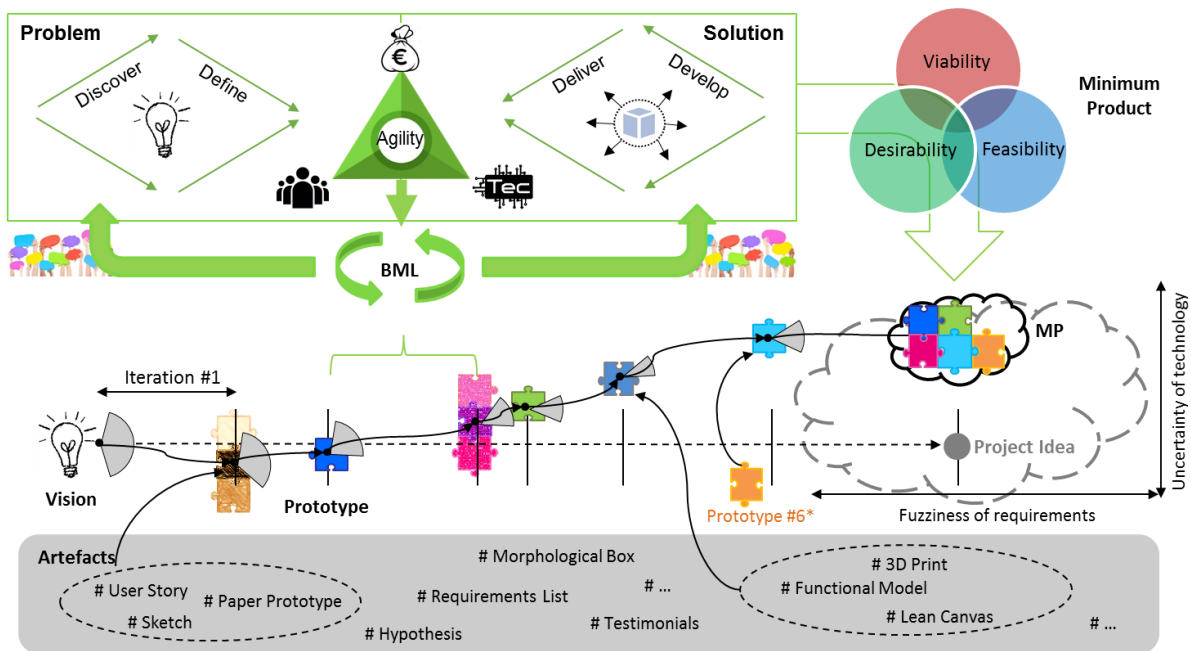 Problem
Solution
Discover
Define
€
Agility
Tec
Deliver
Develop
Viability
Desirability
Feasibility
Minimum
Product
BML
Iteration #1
Vision
Prototype
Prototype #6*
MP
Project Idea
Uncertainty of technology
Fuzziness of requirements
Artefacts
# User Story
# Paper Prototype
# Sketch
# Morphological Box
# Requirements List
# ...
# Hypothesis
# Testimonials
# 3D Print
# Functional Model
# Lean Canvas
# ...